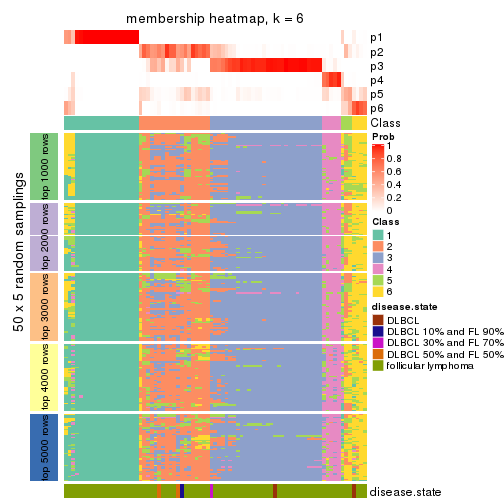 membership heatmap, k = 6
p1
p2
p3
p4
p5
p6
Class
Prob
1
0.8
0.6
0.4
0.2
0
Class
1
2
3
4
5
6
disease.state
DLBCL
DLBCL 10% and FL 90%
DLBCL 30% and FL 70%
DLBCL 50% and FL 50%
follicular lymphoma
50 x 5 random samplings
top 1000 rows
top 2000 rows
top 3000 rows
top 4000 rows
top 5000 rows
disease.state